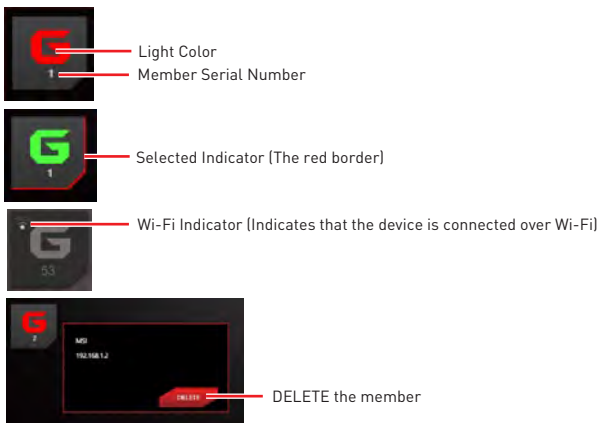 G
1
Light Color
Member Serial Number
G
1
Selected Indicator (The red border)
G
53
Wi-Fi Indicator (Indicates that the device is connected over Wi-Fi)
G
2
MSI
192.168.1.2
DELETE
DELETE the member